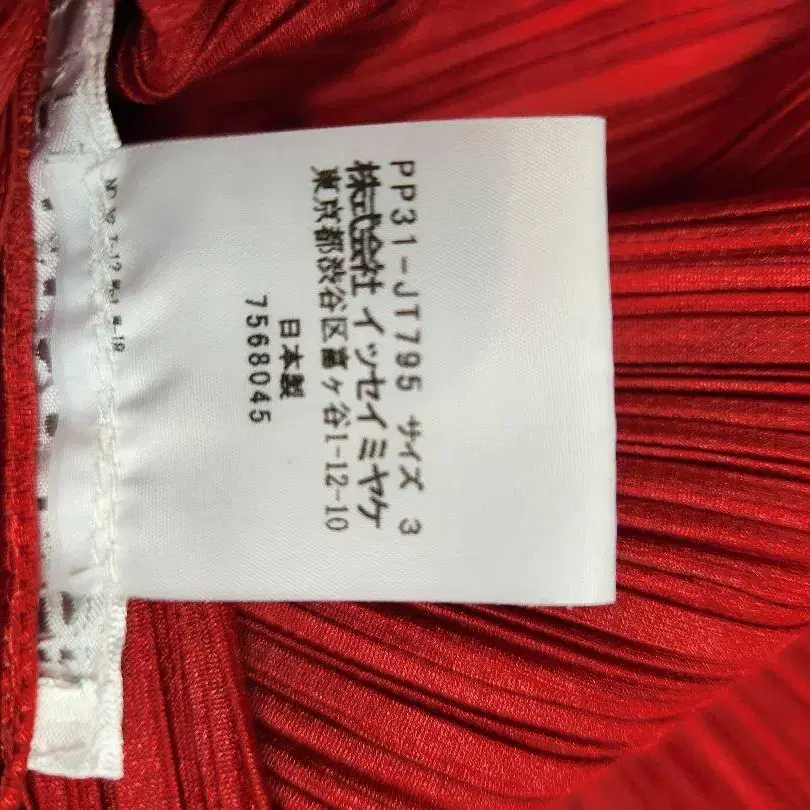 PP31-JT795 サイズ 3
株式会社 イッセイミヤケ
東京都渋谷区富ヶ谷1-12-10
日本製
7568045